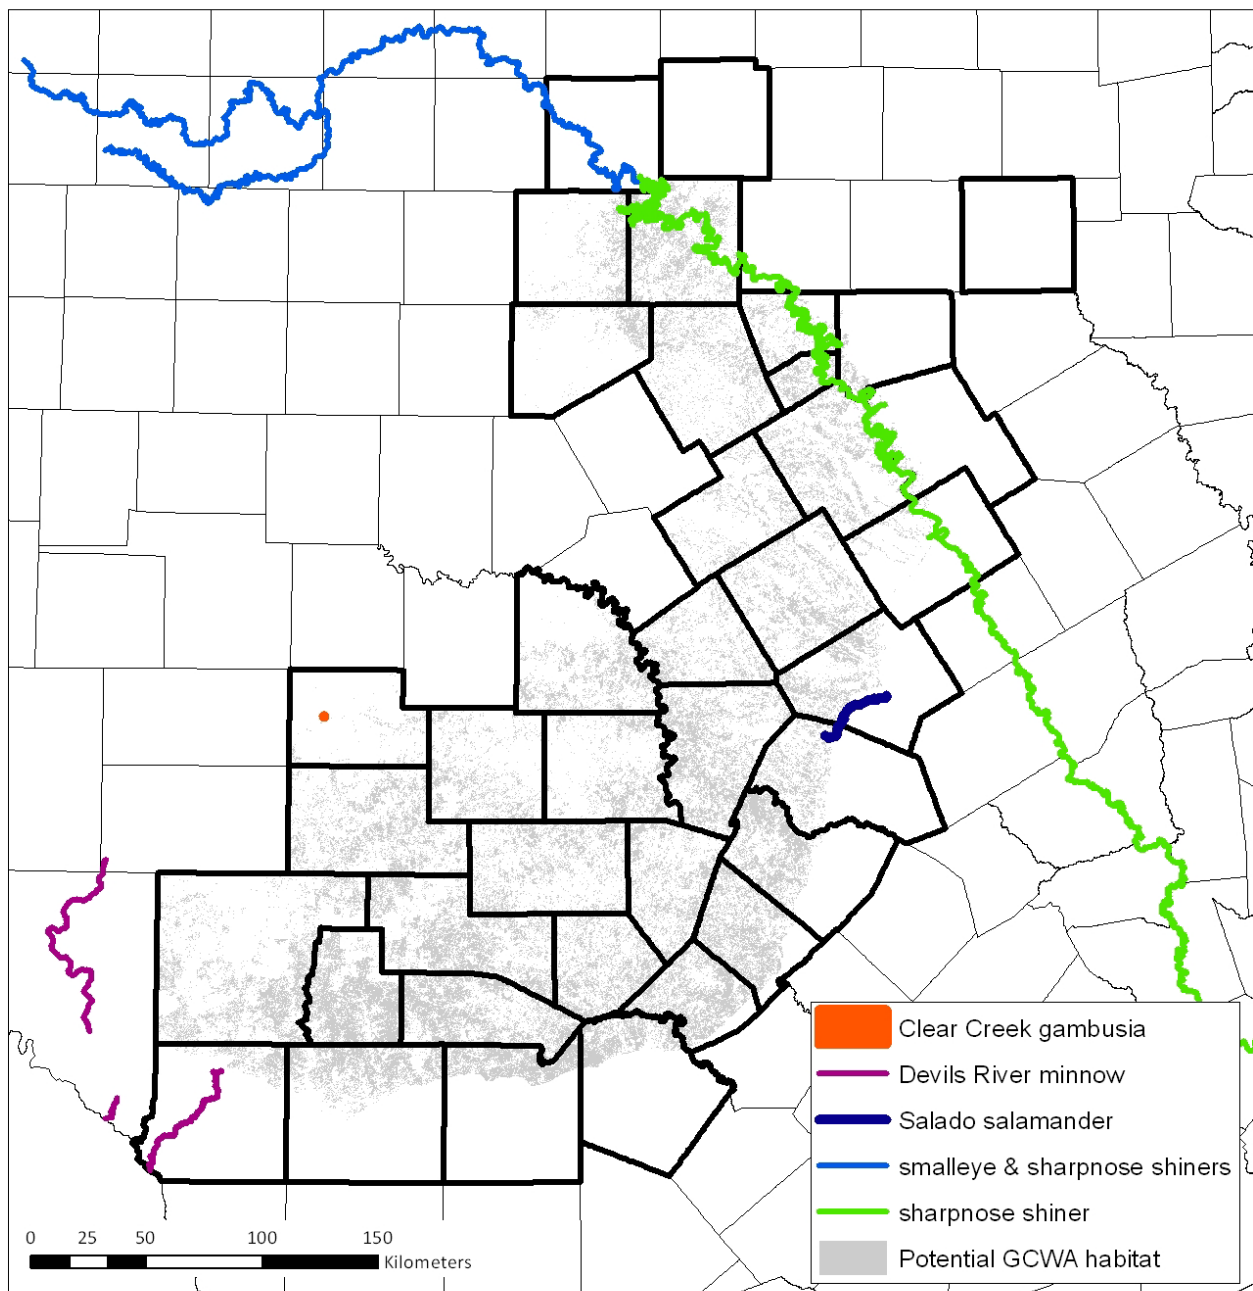 Clear Creek gambusia
Devils River minnow
Salado salamander
smalleye & sharpnose shiners
sharpnose shiner
Potential GCWA habitat
0 25 50 100 150
Kilometers